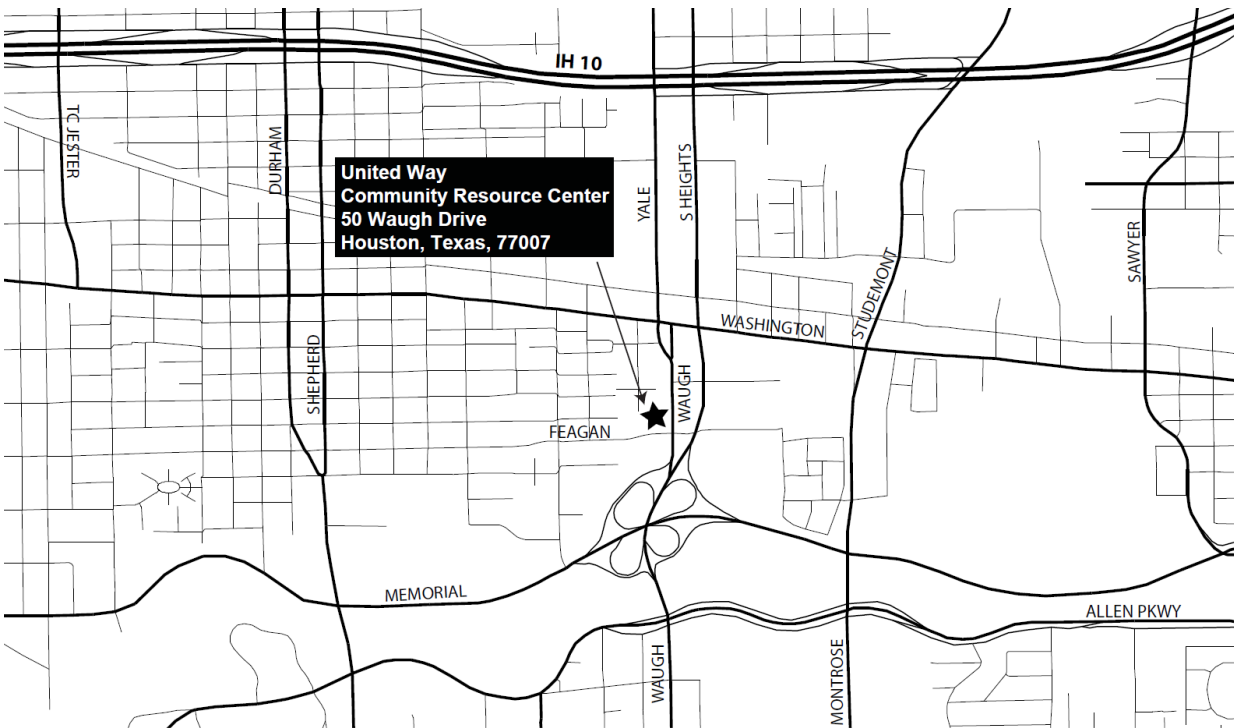 IH 10
TC JESTER
DURHAM
United Way
Community Resource Center
50 Waugh Drive
Houston, Texas, 77007
YALE
S HEIGHTS
SAWYER
STUDEMONT
WASHINGTON
SHEPHERD
WAUGH
FEAGAN
MEMORIAL
ALLEN PKWY
WAUGH
MONTROSE